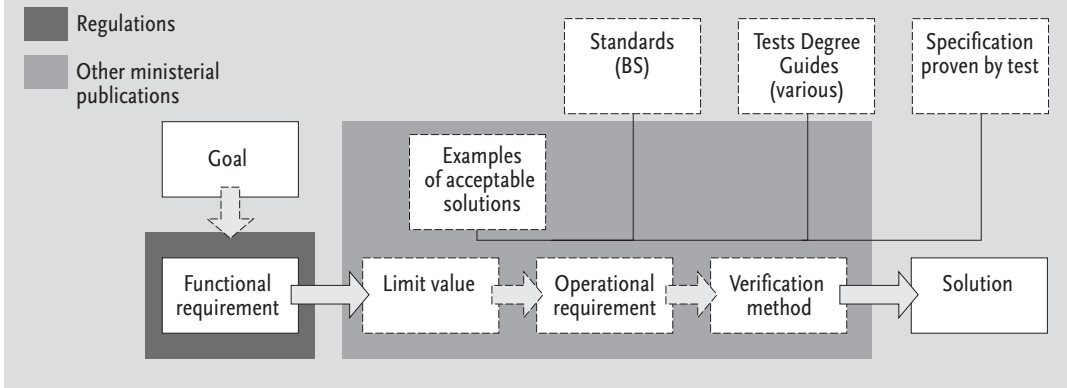 Regulations
Other ministerial
publications
Standards
(BS)
Tests Degree
Guides
(various)
Specification
proven by test
Goal
Examples
of acceptable
solutions
Functional
requirement
Limit value
Operational
requirement
Verification
method
Solution